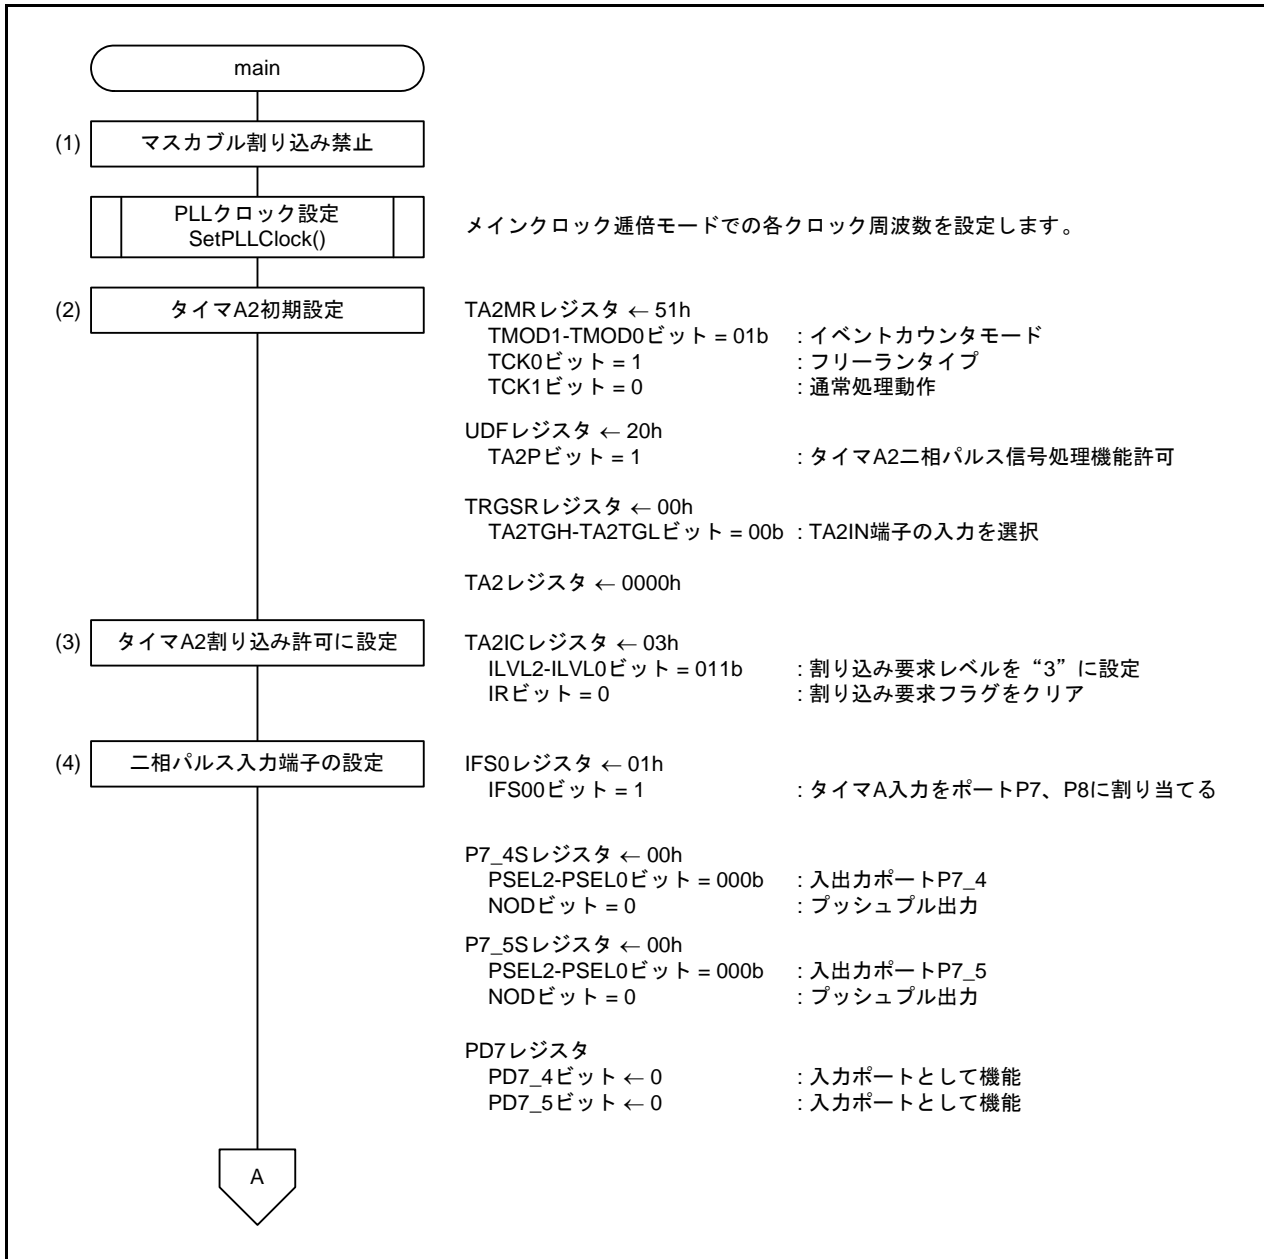 main
(1) マスカブル割り込み禁止
PLLクロック設定
SetPLLClock()
メインクロック逓倍モードでの各クロック周波数を設定します。
(2) タイマA2初期設定
TA2MRレジスタ ← 51h
TMOD1-TMOD0ビット = 01b : イベントカウンタモード
TCK0ビット = 1 : フリーランタイプ
TCK1ビット = 0 : 通常処理動作
UDFレジスタ ← 20h
TA2Pビット = 1 : タイマA2二相パルス信号処理機能許可
TRGSRレジスタ ← 00h
TA2TGH-TA2TGLビット = 00b : TA2IN端子の入力を選択
TA2レジスタ ← 0000h
(3) タイマA2割り込み許可に設定
TA2ICレジスタ ← 03h
ILVL2-ILVL0ビット = 011b : 割り込み要求レベルを“3”に設定
IRビット = 0 : 割り込み要求フラグをクリア
(4) 二相パルス入力端子の設定
IFS0レジスタ ← 01h
IFS00ビット = 1 : タイマA入力をポートP7、P8に割り当てる
P7_4Sレジスタ ← 00h
PSEL2-PSEL0ビット = 000b : 入出力ポートP7_4
NODビット = 0 : プッシュプル出力
P7_5Sレジスタ ← 00h
PSEL2-PSEL0ビット = 000b : 入出力ポートP7_5
NODビット = 0 : プッシュプル出力
PD7レジスタ
PD7_4ビット ← 0 : 入力ポートとして機能
PD7_5ビット ← 0 : 入力ポートとして機能
A